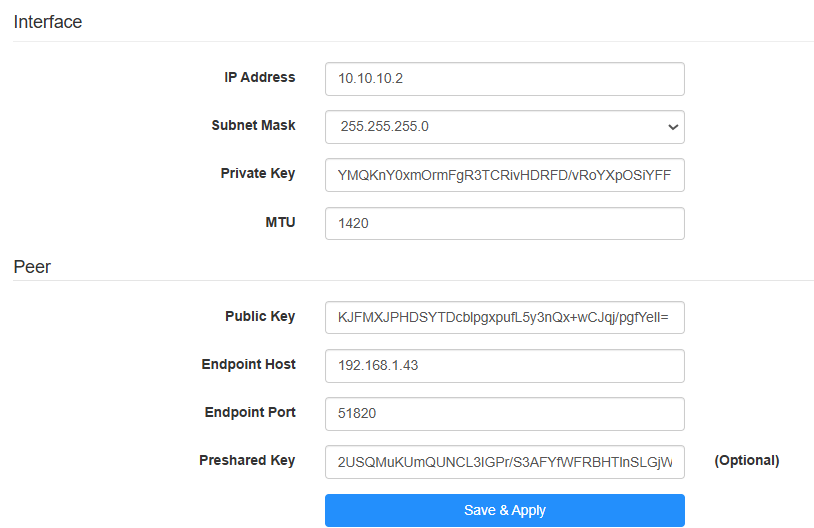 Interface
IP Address 10.10.10.2
Subnet Mask 255.255.255.0
Private Key YMQKnY0xmOrmFgR3TCRivHDRFD/vRoYXpOSiYFF
MTU 1420
Peer
Public Key KJFMXJPHDSYTDcblpgxpufL5y3nQx+wCJqj/pgfYeII=
Endpoint Host 192.168.1.43
Endpoint Port 51820
Preshared Key 2USQMuKUmQUNCL3IGPr/S3AFYfWFRBHTInSLGjW (Optional)
Save & Apply